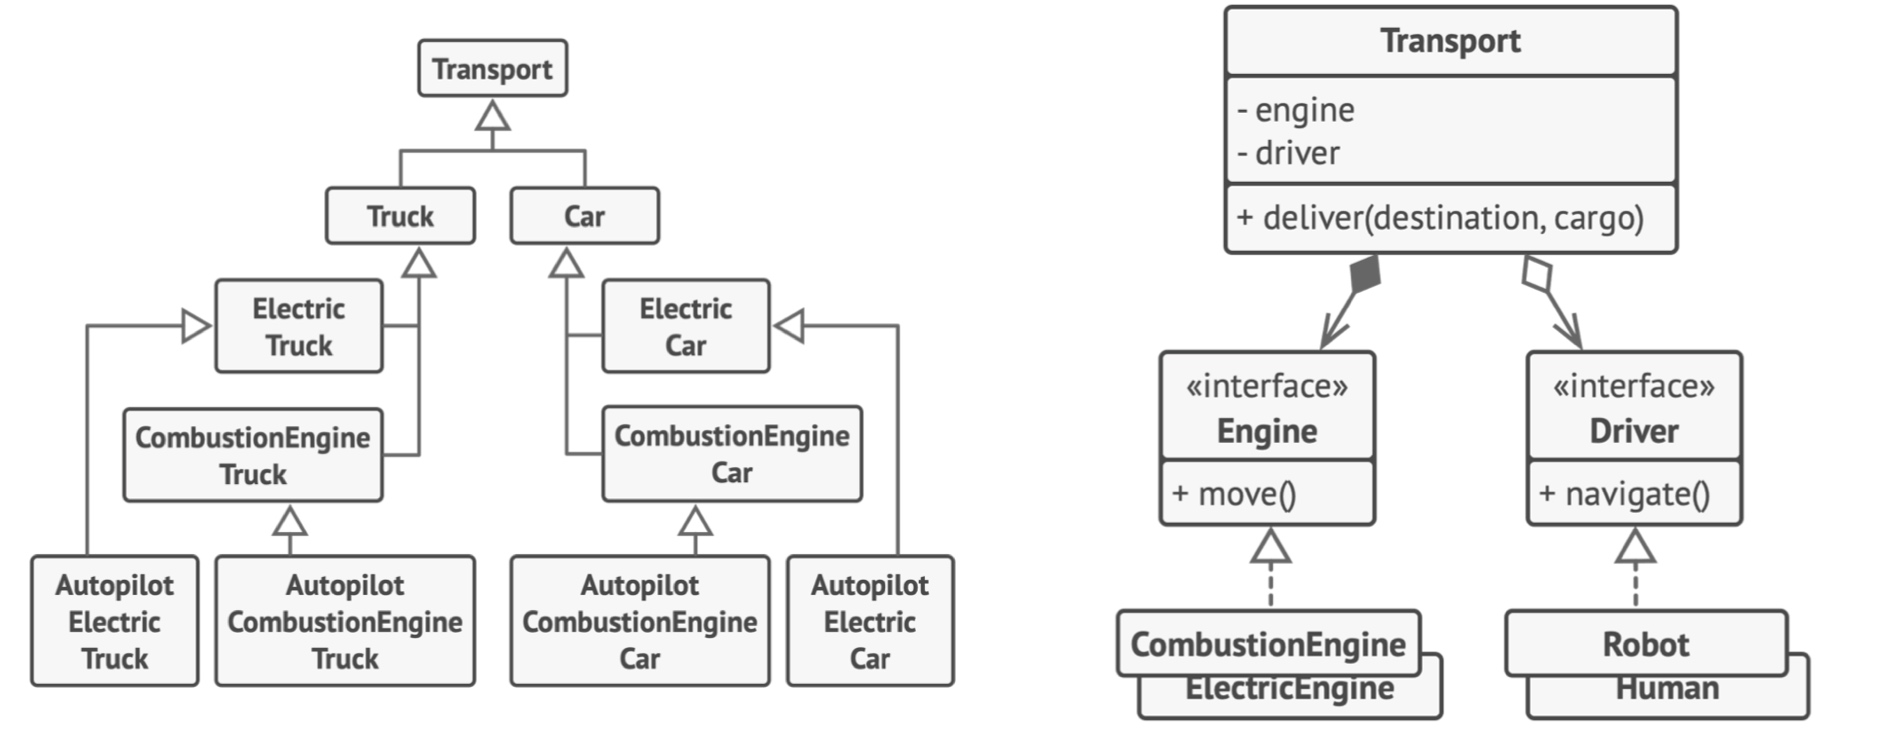 Transport
Truck
Car
Electric
Truck
Electric
Car
CombustionEngine
Truck
CombustionEngine
Car
Autopilot
Electric
Truck
Autopilot
CombustionEngine
Truck
Autopilot
CombustionEngine
Car
Autopilot
Electric
Car
Transport
- engine
- driver
+ deliver(destination, cargo)
«interface»
Engine
+ move()
«interface»
Driver
+ navigate()
CombustionEngine
ElectricEngine
Robot
Human